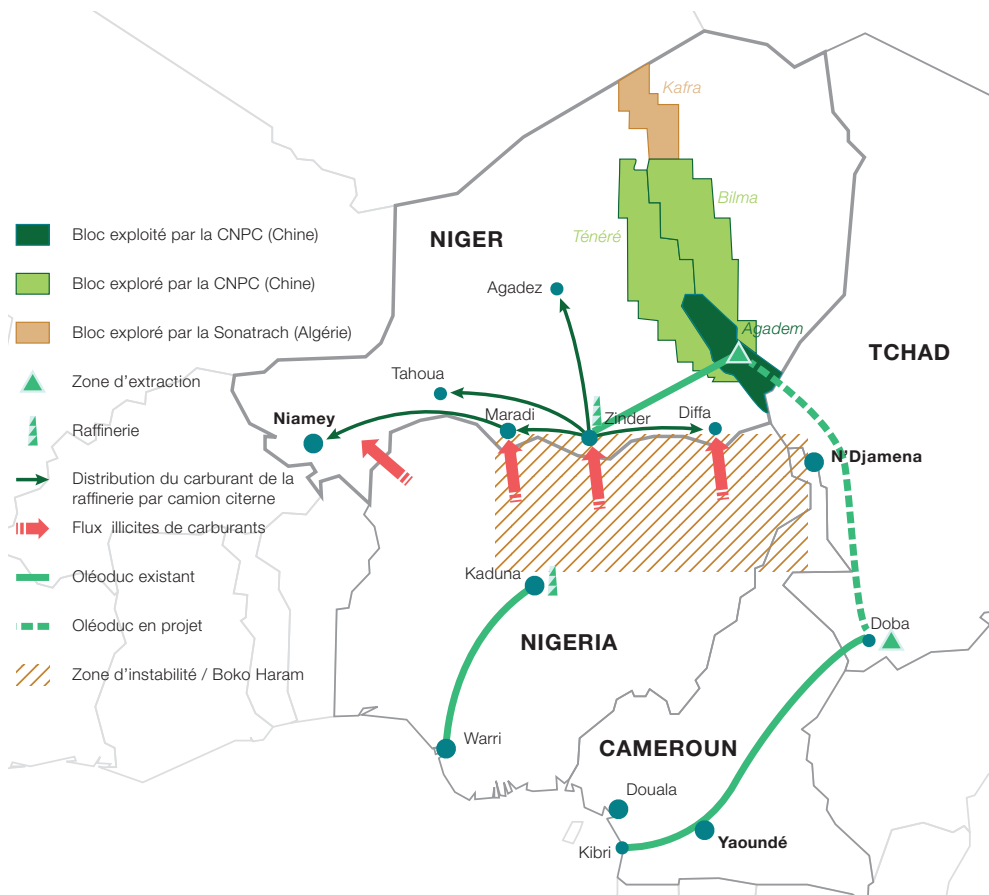 Kafra
Bilma
Ténéré
NIGER
Agadez
Agadem
TCHAD
Tahoua
Niamey
Maradi
Zinder
Diffa
N'Djamena
Kaduna
NIGERIA
Doba
Warri
CAMEROUN
Douala
Yaoundé
Kibri
Bloc exploité par la CNPC (Chine)
Bloc exploré par la CNPC (Chine)
Bloc exploré par la Sonatrach (Algérie)
Zone d'extraction
Raffinerie
Distribution du carburant de la
raffinerie par camion citerne
Flux illicites de carburants
Oléoduc existant
Oléoduc en projet
Zone d'instabilité / Boko Haram